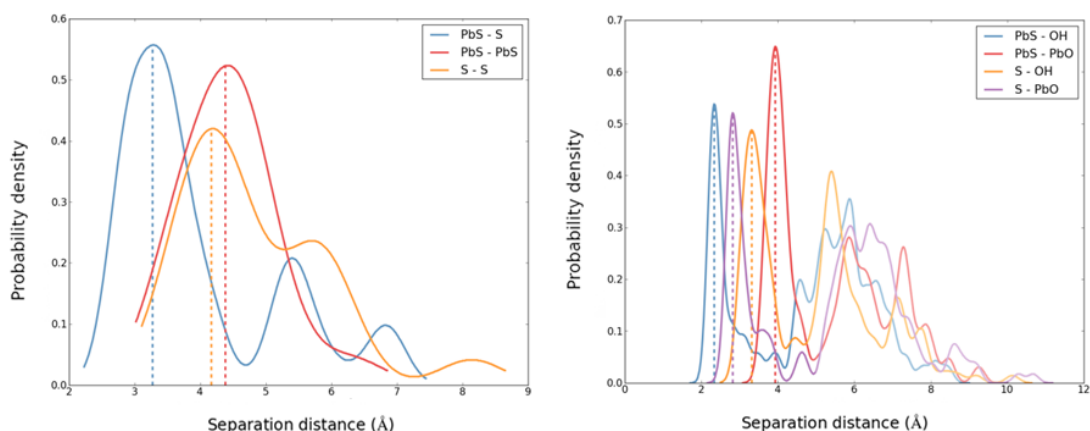 PbS - S
PbS - PbS
S - S
Probability density
0.6
0.5
0.4
0.3
0.2
0.1
0.0
2 3 4 5 6 7 8 9
Separation distance (Å)
PbS - OH
PbS - PbO
S - OH
S - PbO
Probability density
0.7
0.6
0.5
0.4
0.3
0.2
0.1
0.0
2 4 6 8 10 12
Separation distance (Å)